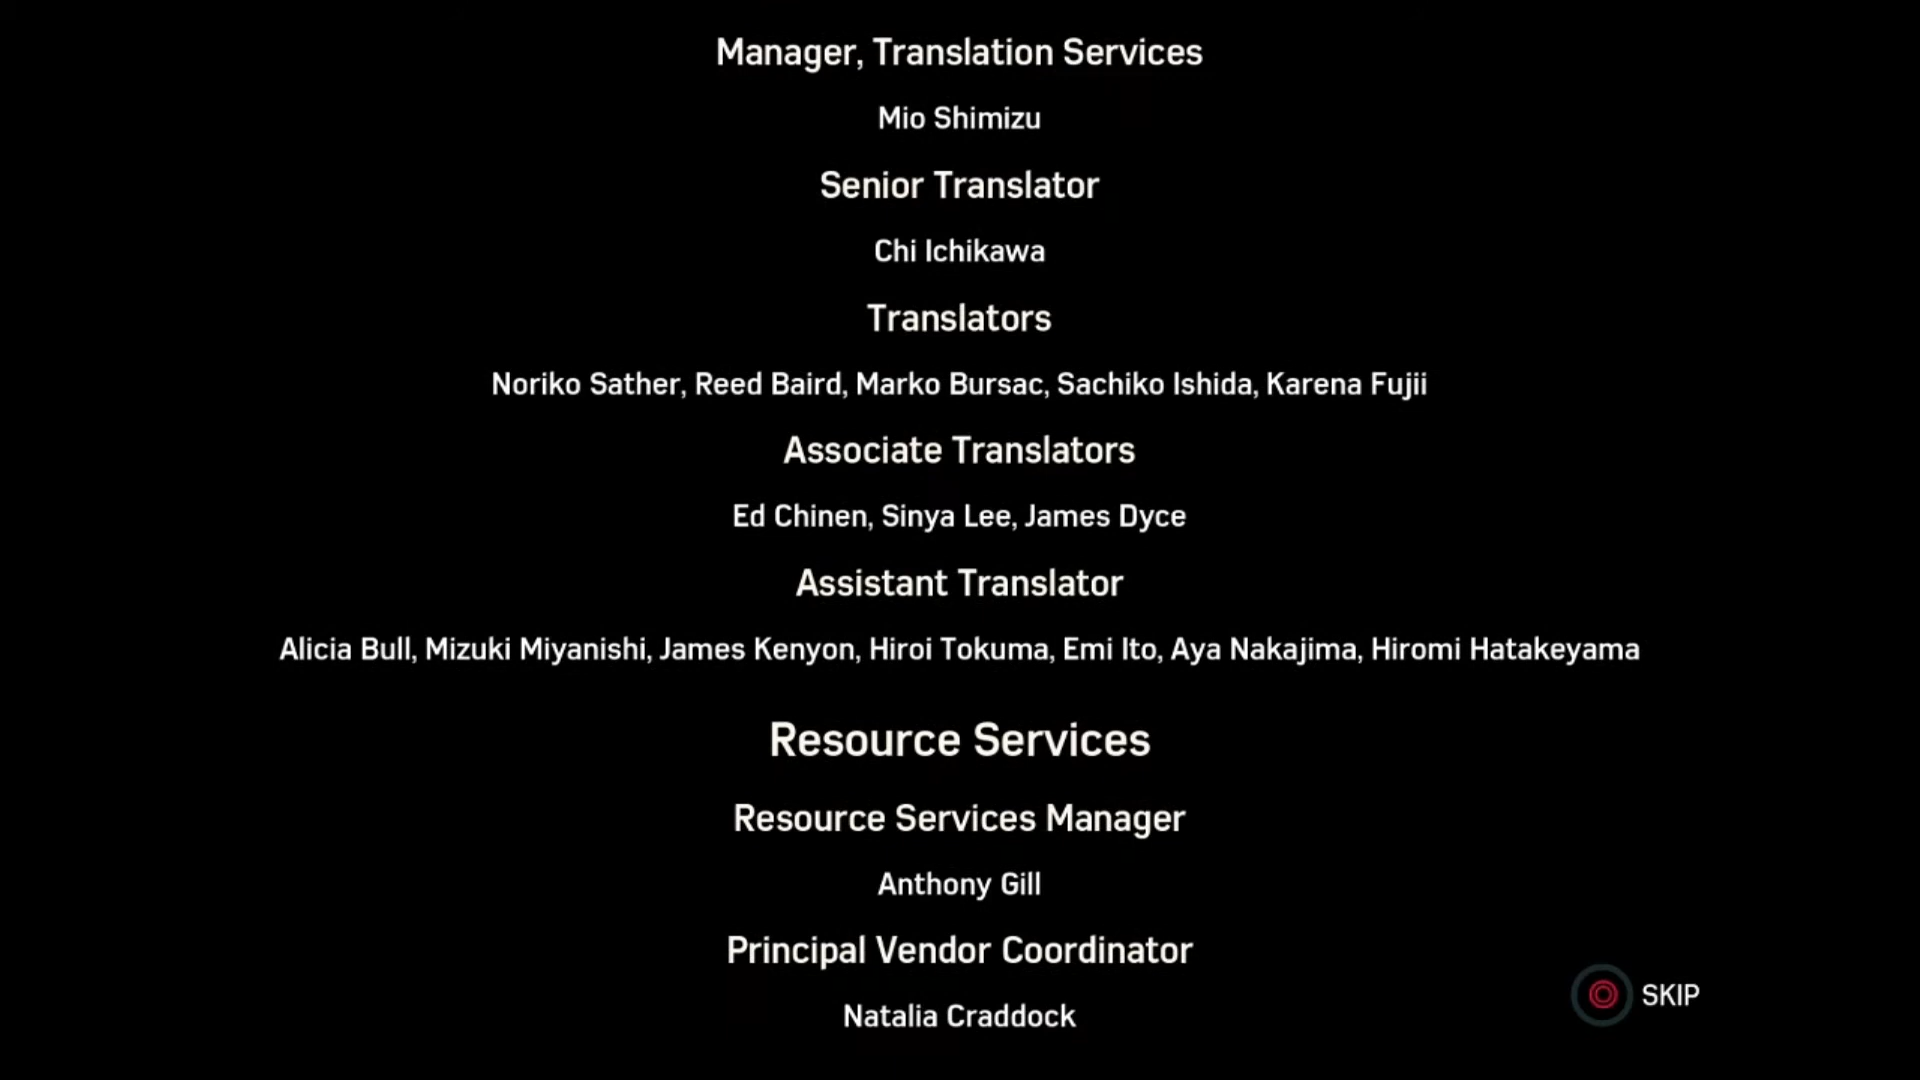 Manager, Translation Services
Mio Shimizu
Senior Translator
Chi Ichikawa
Translators
Noriko Sather, Reed Baird, Marko Bursac, Sachiko Ishida, Karena Fujii
Associate Translators
Ed Chinen, Sinya Lee, James Dyce
Assistant Translator
Alicia Bull, Mizuki Miyanishi, James Kenyon, Hiroi Tokuma, Emi Ito, Aya Nakajima, Hiromi Hatakeyama
Resource Services
Resource Services Manager
Anthony Gill
Principal Vendor Coordinator
Natalia Craddock
SKIP